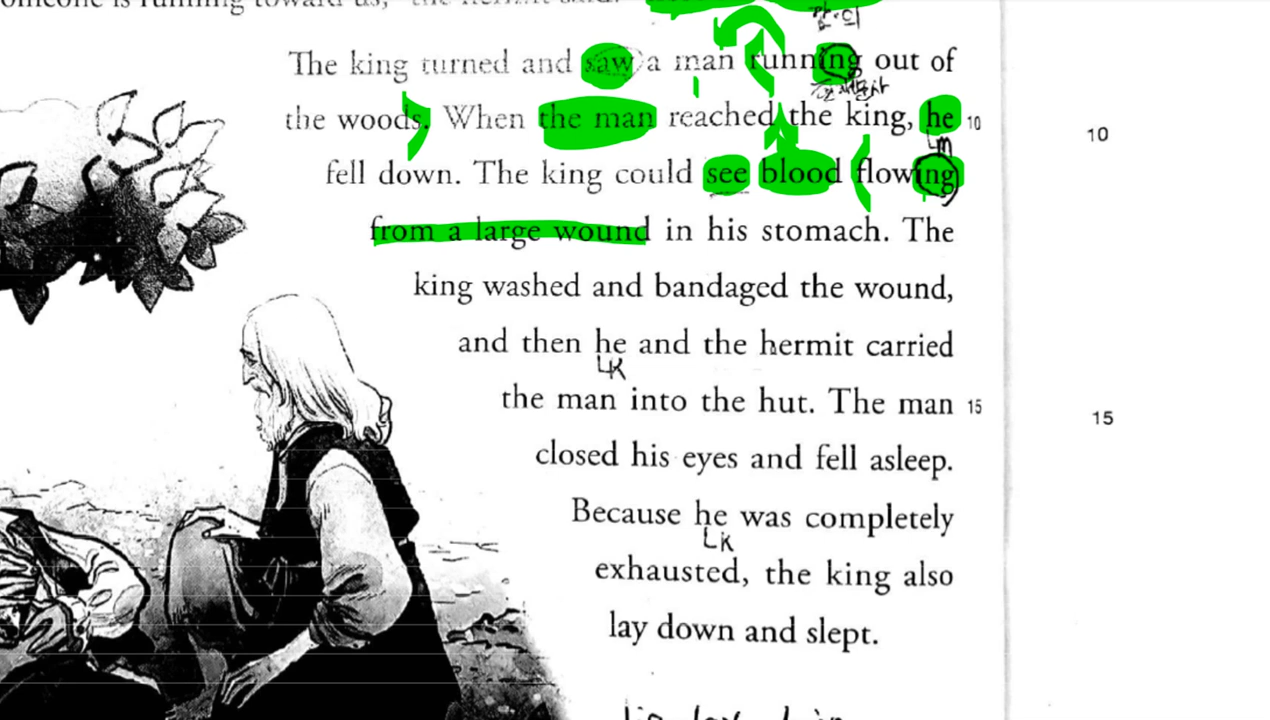 The king turned and saw a man running out of
the woods. When the man reached the king, he 10
fell down. The king could see blood flowing
from a large wound in his stomach. The
king washed and bandaged the wound,
and then he and the hermit carried
the man into the hut. The man 15
closed his eyes and fell asleep.
Because he was completely
exhausted, the king also
lay down and slept.
10
15
m
K
K